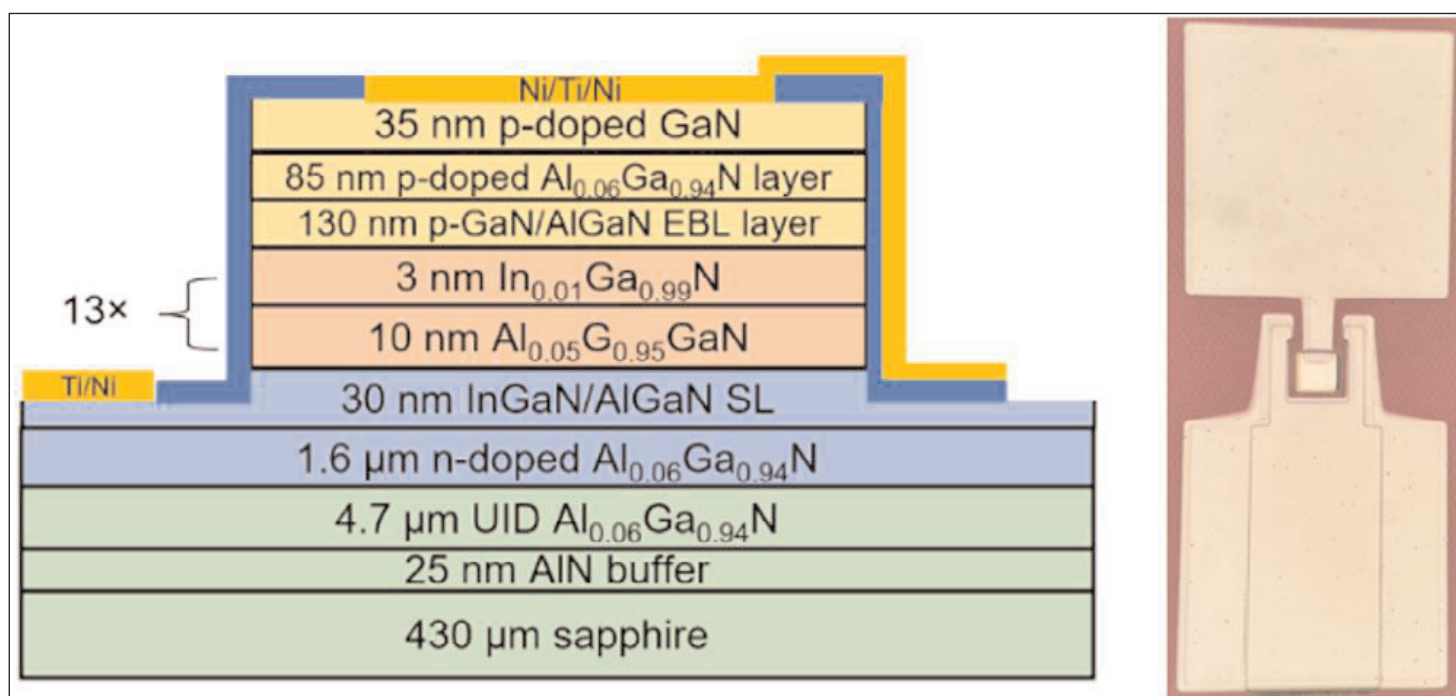 Ni/Ti/Ni
35 nm p-doped GaN
85 nm p-doped Al₀.₀₆Ga₀.₉₄N layer
130 nm p-GaN/AlGaN EBL layer
3 nm In₀.₀₁Ga₀.₉₉N
13×
10 nm Al₀.₀₅G₀.₉₅GaN
Ti/Ni
30 nm InGaN/AlGaN SL
1.6 µm n-doped Al₀.₀₆Ga₀.₉₄N
4.7 µm UID Al₀.₀₆Ga₀.₉₄N
25 nm AlN buffer
430 µm sapphire